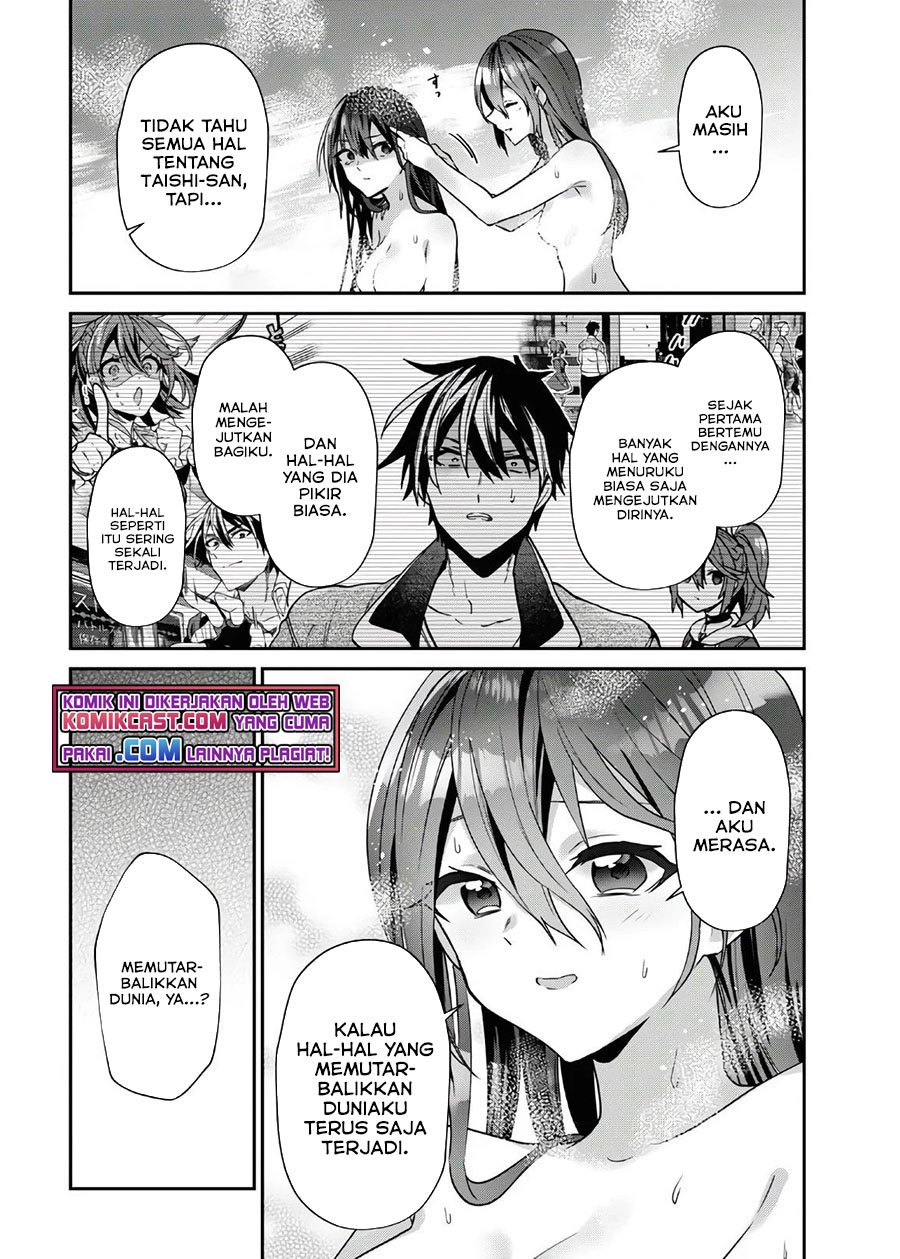 AKU
MASIH
...
TIDAK TAHU
SEMUA HAL
TENTANG
TAISHI-SAN,
TAPI...
SEJAK
PERTAMA
BERTEMU
DENGANNYA
...
BANYAK
HAL YANG
MENURUKU
BIASA SAJA
MENGEJUTKAN
DIRINYA.
DAN
HAL-HAL
YANG DIA
PIKIR
BIASA.
MALAH
MENGE-
JUTKAN
BAGIKU.
HAL-HAL
SEPERTI
ITU SERING
SEKALI
TERJADI.
... DAN
AKU
MERASA.
KALAU
HAL-HAL YANG
MEMUTAR-
BALIKKAN
DUNIAKU
TERUS SAJA
TERJADI.
KOMIK INI DIKERJAKAN OLEH WEB
KOMIKCAST.COM YANG CUMA
PAKAI .COM LAINNYA PLAGIAT!
MEMUTAR-
BALIKKAN
DUNIA, YA...?